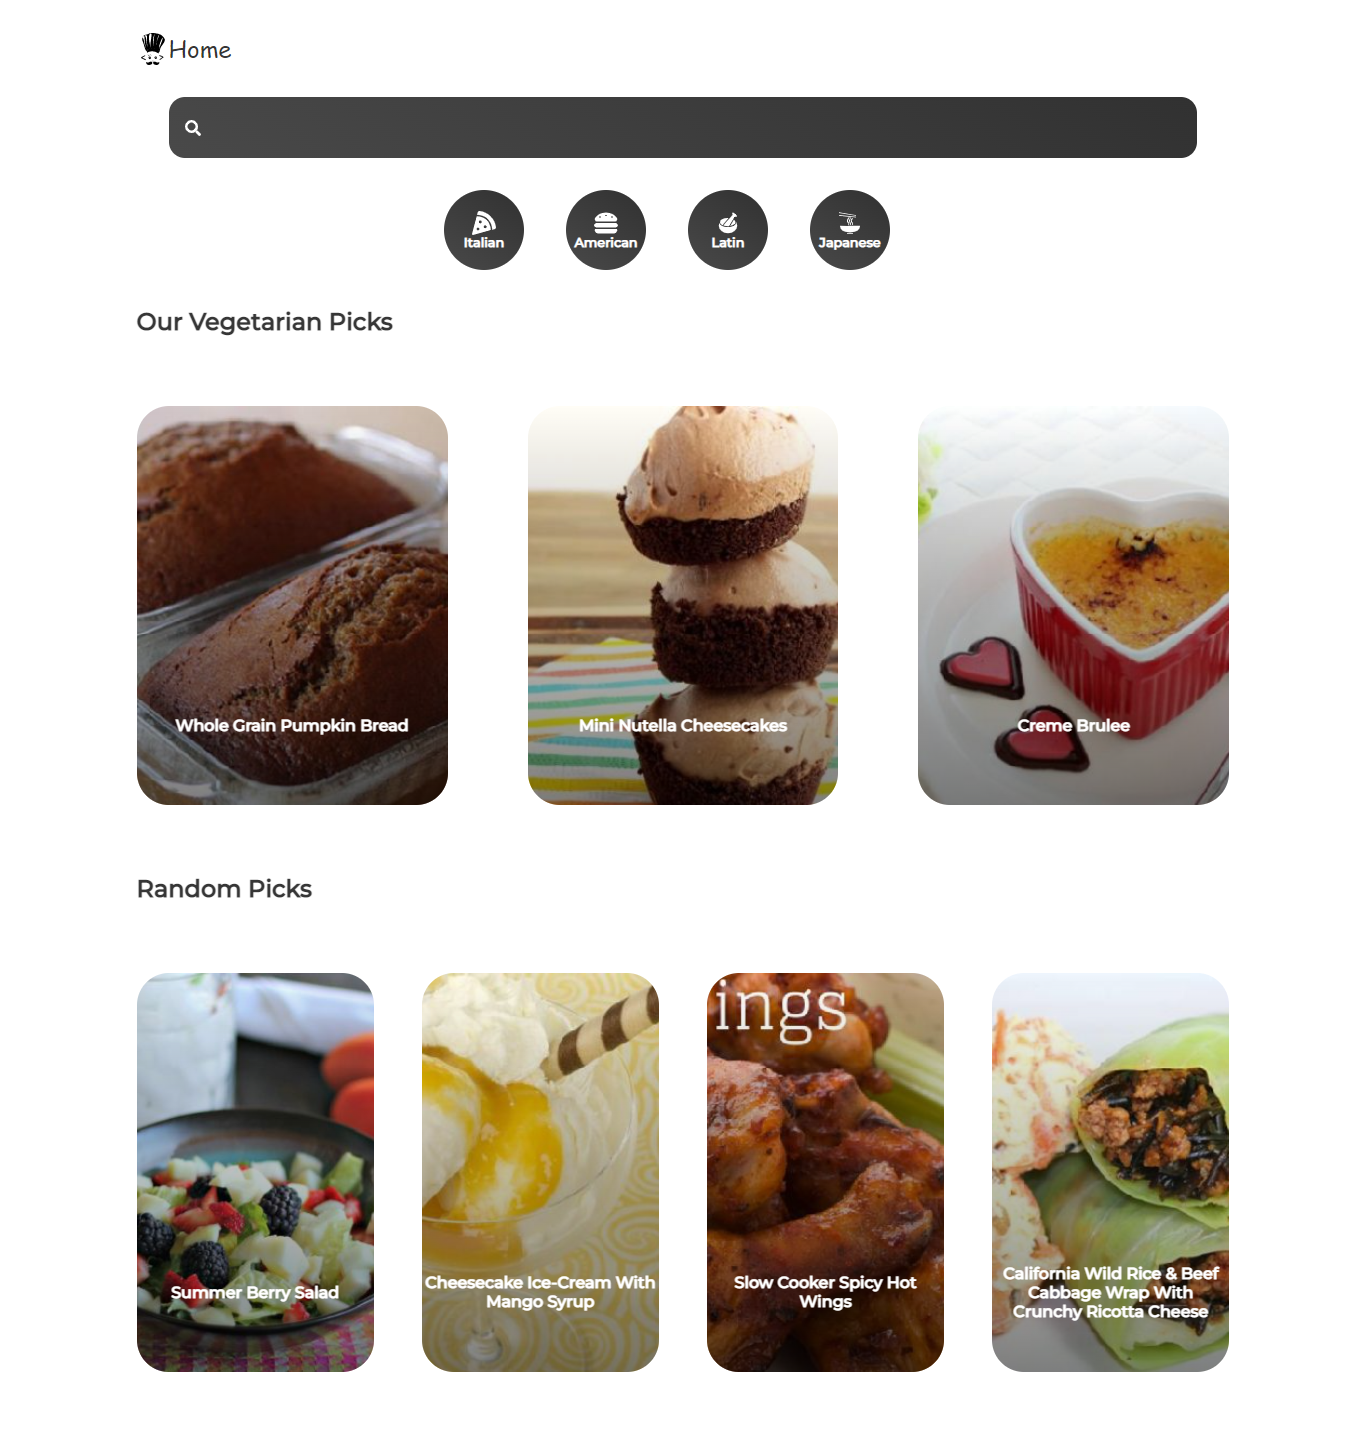 Home
Italian
American
Latin
Japanese
Our Vegetarian Picks
Whole Grain Pumpkin Bread
Mini Nutella Cheesecakes
Creme Brulee
Random Picks
ings
Summer Berry Salad
Cheesecake Ice-Cream With
Mango Syrup
Slow Cooker Spicy Hot
Wings
California Wild Rice & Beef
Cabbage Wrap With
Crunchy Ricotta Cheese